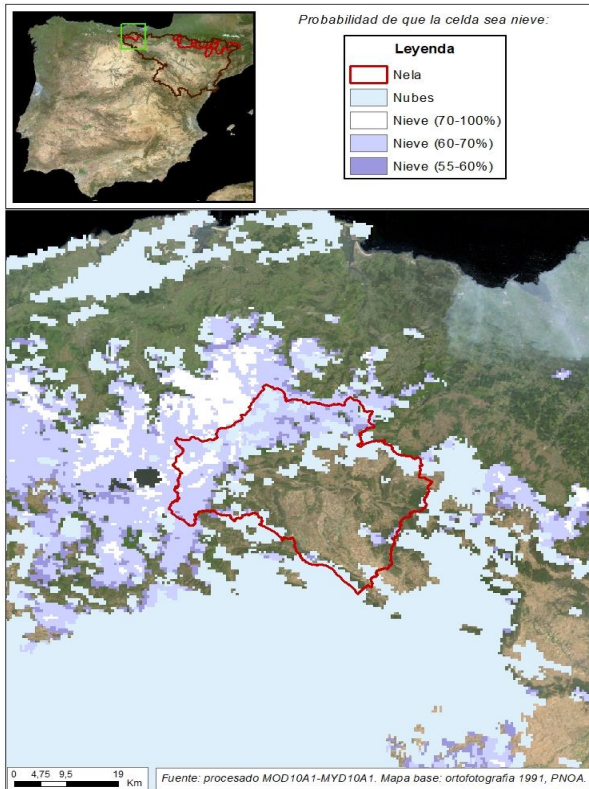 Probabilidad de que la celda sea nieve:
Leyenda
Nela
Nubes
Nieve (70-100%)
Nieve (60-70%)
Nieve (55-60%)
0 4,75 9,5 19
Km
Fuente: procesado MOD10A1-MYD10A1. Mapa base: ortofotografia 1991, PNOA.